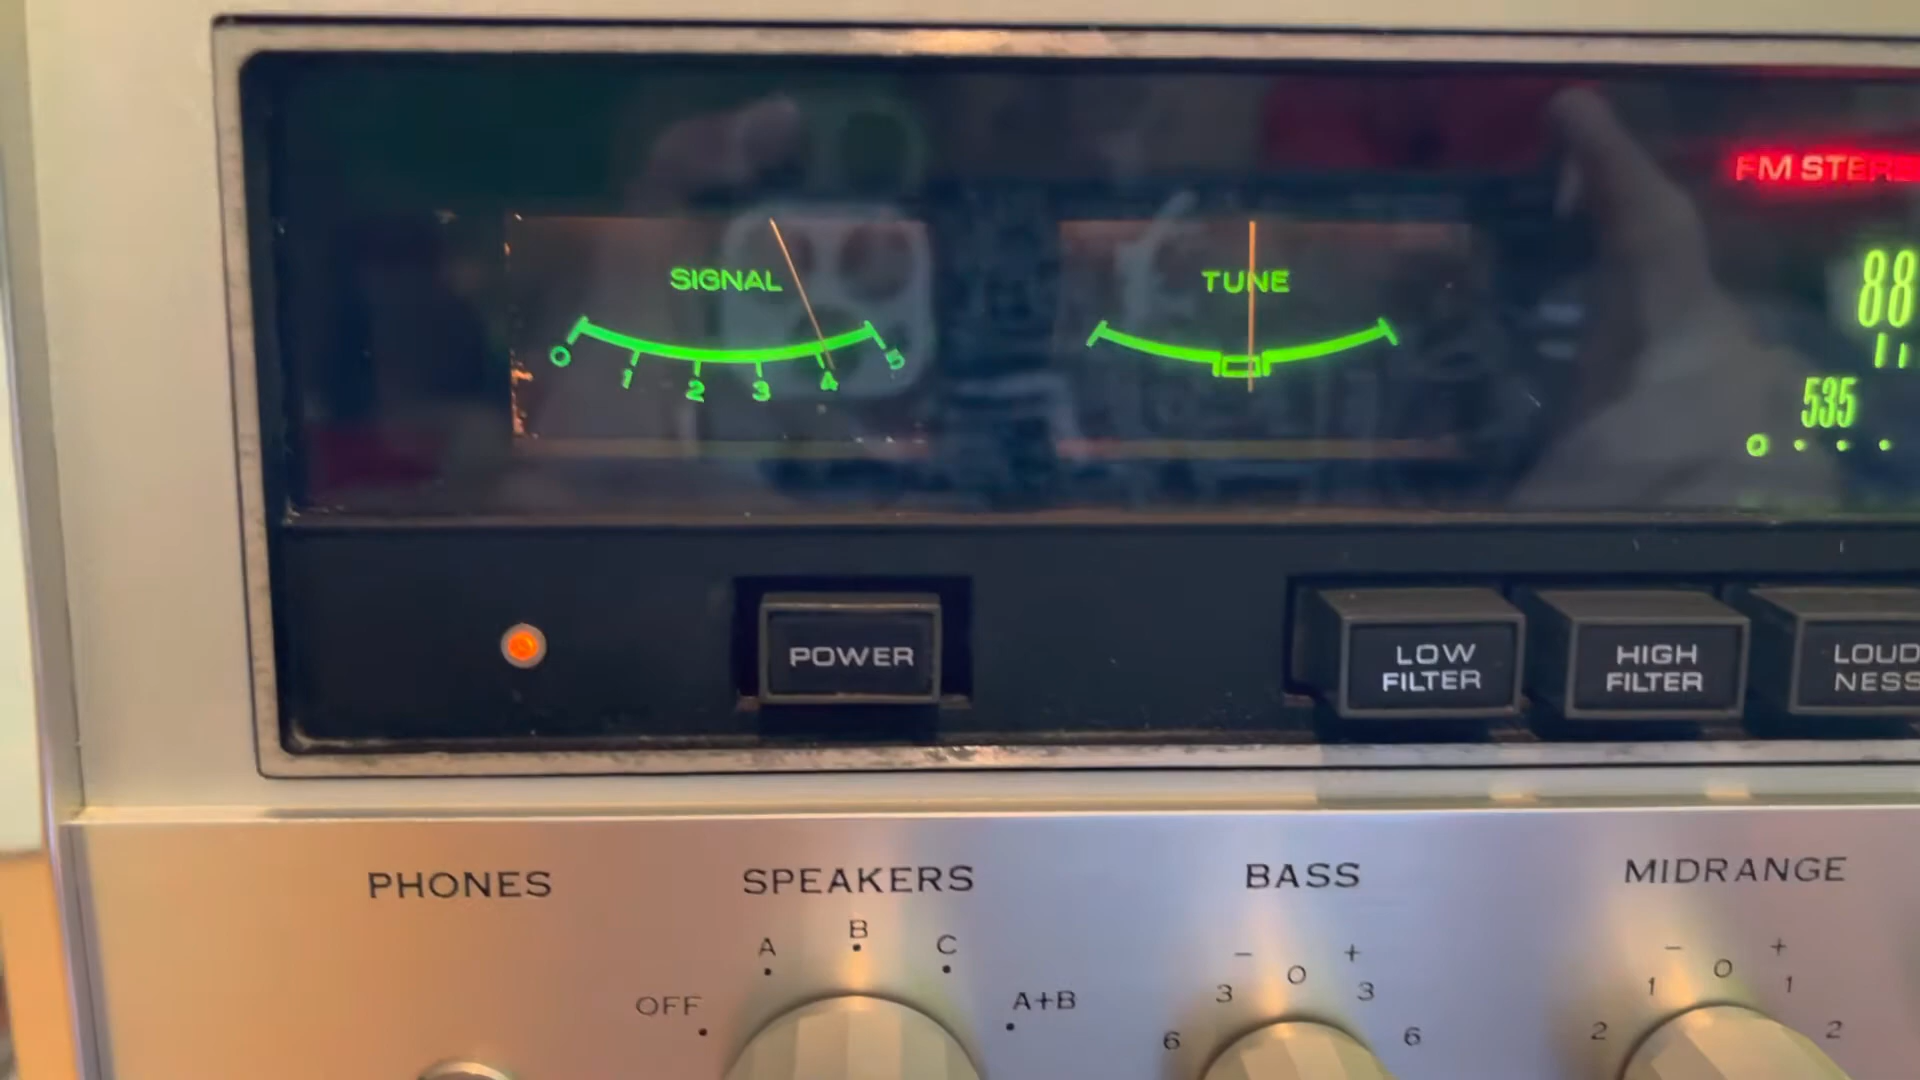 FM STER
SIGNAL
TUNE
88
0 1 2 3 4 5
535
0
POWER
LOW
FILTER
HIGH
FILTER
LOUD
NESS
PHONES
SPEAKERS
BASS
MIDRANGE
OFF A B C A+B
6 3 - 0 + 3 6
2 1 - 0 + 1 2